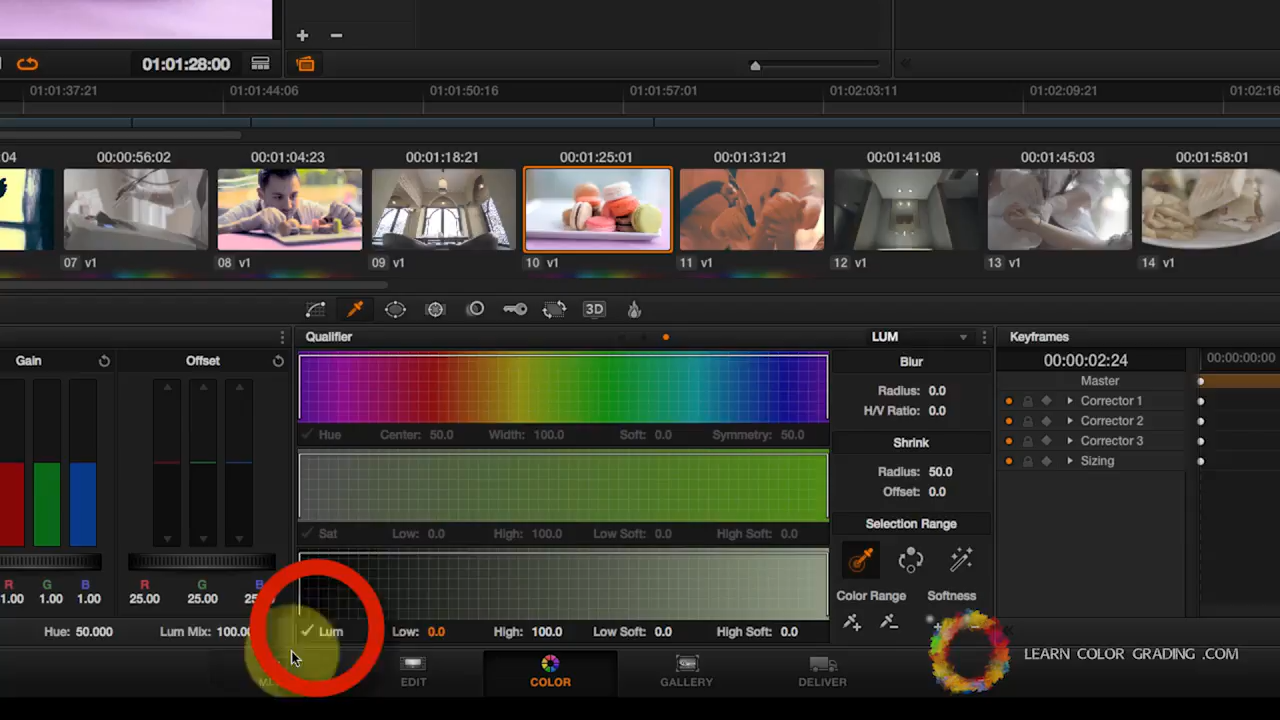 01:01:28:00
01:01:37:21 01:01:44:06 01:01:50:16 01:01:57:01 01:02:03:11 01:02:09:21 01:02:16
:04 00:00:56:02 00:01:04:23 00:01:18:21 00:01:25:01 00:01:31:21 00:01:41:08 00:01:45:03 00:01:58:01
07 v1 08 v1 09 v1 10 v1 11 v1 12 v1 13 v1 14 v1
3D
Qualifier LUM Keyframes
Gain Offset Blur 00:00:02:24 00:00:00:00
Master
Radius: 0.0 Corrector 1
H/V Ratio: 0.0 Corrector 2
Hue Center: 50.0 Width: 100.0 Soft: 0.0 Symmetry: 50.0
Shrink Corrector 3
Sizing
Radius: 50.0
Offset: 0.0
Selection Range
Sat Low: 0.0 High: 100.0 Low Soft: 0.0 High Soft: 0.0
R G B R G B
1.00 1.00 1.00 25.00 25.00
Color Range Softness
Hue: 50.000 Lum Mix: 100.00 Lum Low: 0.0 High: 100.0 Low Soft: 0.0 High Soft: 0.0
LEARN COLOR GRADING .COM
EDIT COLOR GALLERY DELIVER